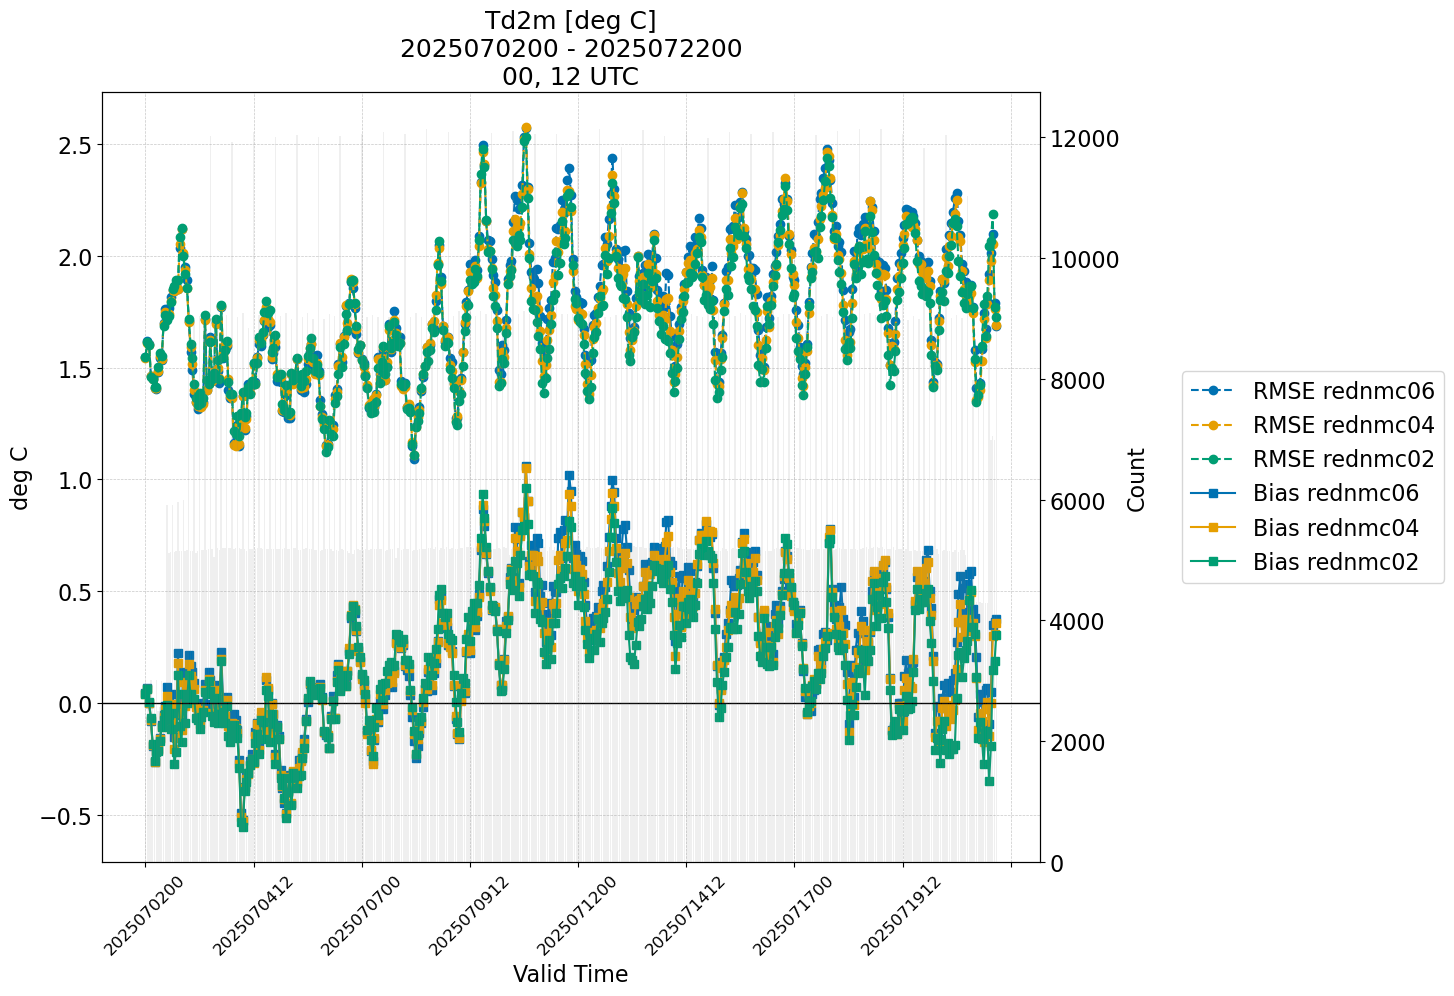 Td2m [deg C]
2025070200 - 2025072200
00, 12 UTC
2.5
2.0
1.5
1.0
0.5
0.0
−0.5
deg C
12000
10000
8000
6000
4000
2000
0
Count
2025070200
2025070412
2025070700
2025070912
2025071200
2025071412
2025071700
2025071912
Valid Time
RMSE rednmc06
RMSE rednmc04
RMSE rednmc02
Bias rednmc06
Bias rednmc04
Bias rednmc02